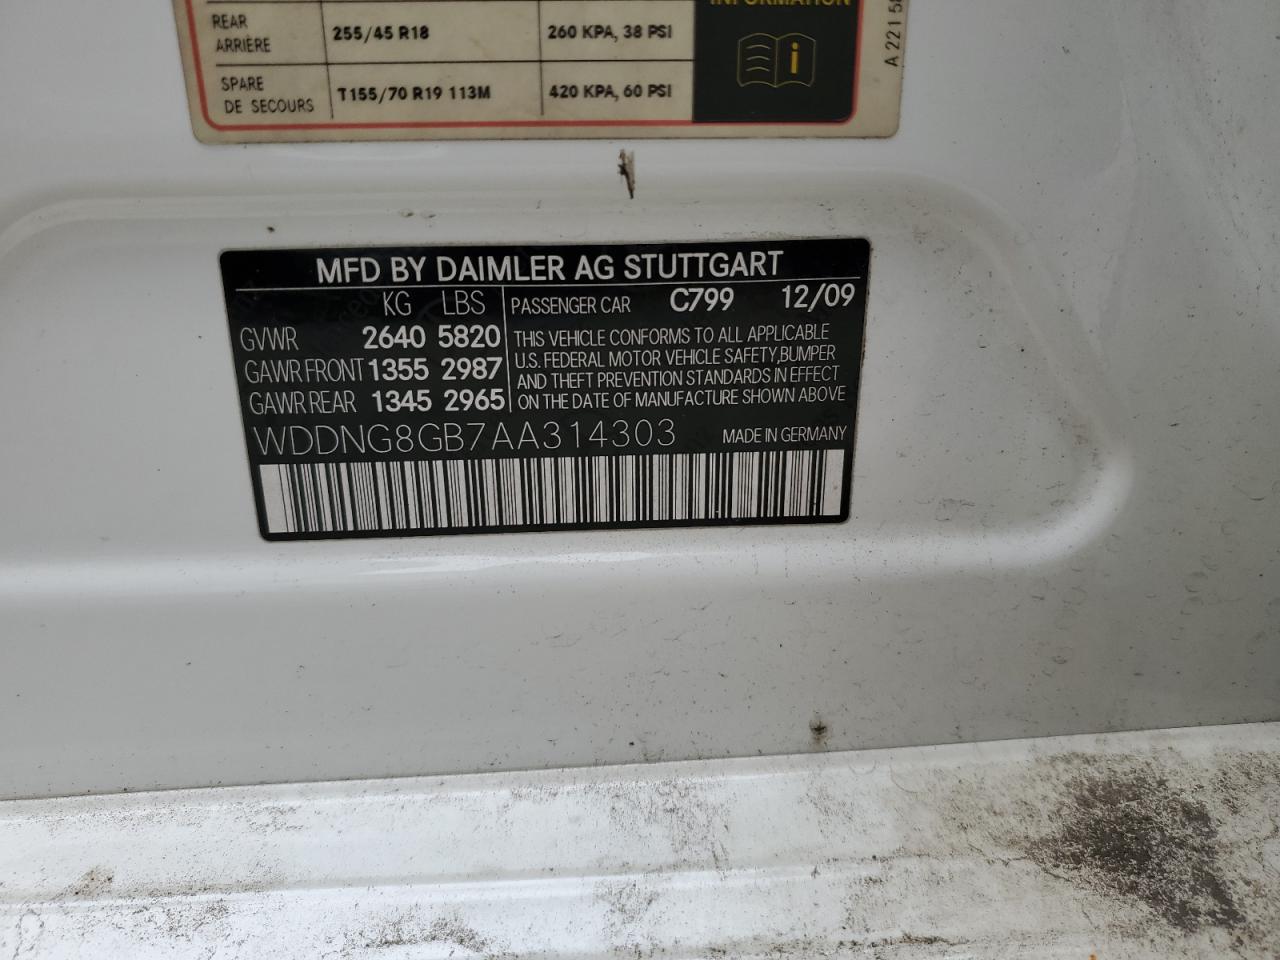 INFORMATION
REAR
ARRIÈRE
255/45 R18
260 KPA, 38 PSI
SPARE
DE SECOURS
T155/70 R19 113M
420 KPA, 60 PSI
i
A 221
MFD BY DAIMLER AG STUTTGART
KG LBS PASSENGER CAR C799 12/09
GVWR 2640 5820
GAWR FRONT 1355 2987
GAWR REAR 1345 2965
THIS VEHICLE CONFORMS TO ALL APPLICABLE
U.S. FEDERAL MOTOR VEHICLE SAFETY,BUMPER
AND THEFT PREVENTION STANDARDS IN EFFECT
ON THE DATE OF MANUFACTURE SHOWN ABOVE
WDDNG8GB7AA314303 MADE IN GERMANY